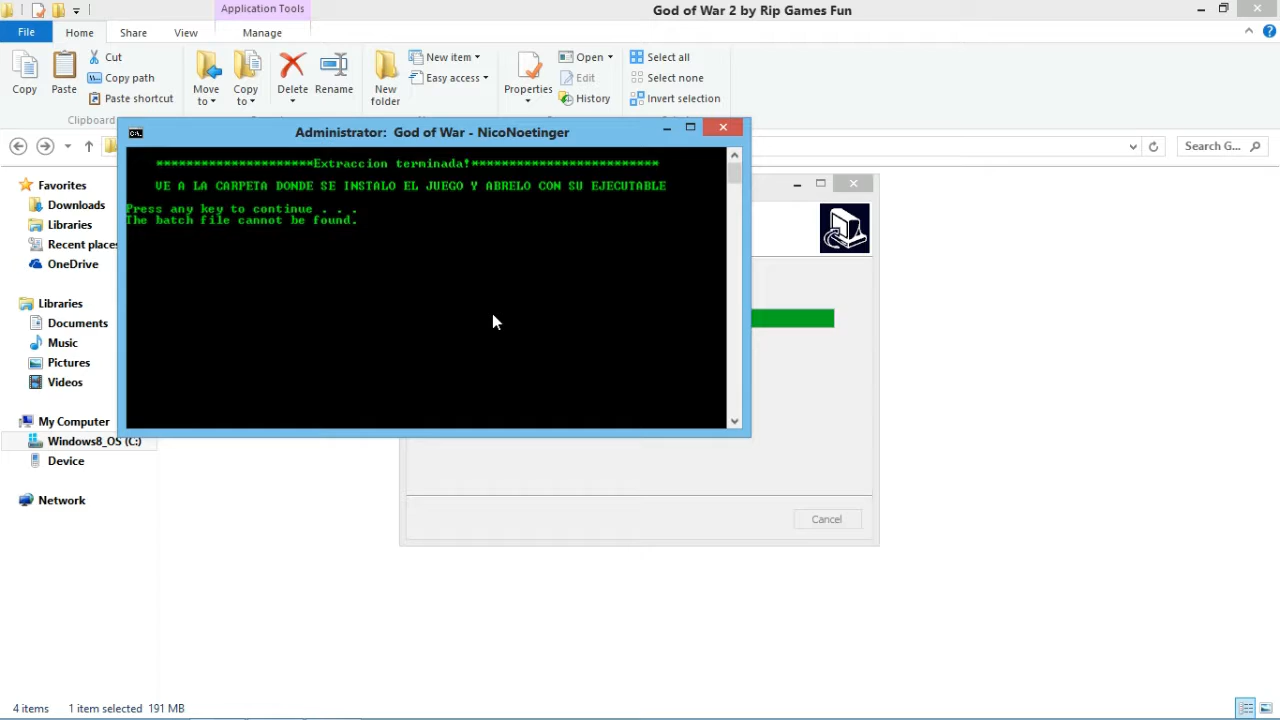 Application Tools
God of War 2 by Rip Games Fun
File
Home
Share
View
Manage
Copy
Paste
Cut
Copy path
Paste shortcut
Clipboard
Move to
Copy to
Delete
Rename
New folder
New item
Easy access
Properties
Open
Edit
History
Select all
Select none
Invert selection
Search G...
Favorites
Downloads
Libraries
Recent places
OneDrive
Libraries
Documents
Music
Pictures
Videos
My Computer
Windows8_OS (C:)
Device
Network
Administrator:  God of War - NicoNoetinger
*********************Extraccion terminada!*************************
VE A LA CARPETA DONDE SE INSTALO EL JUEGO Y ABRELO CON SU EJECUTABLE
Press any key to continue . . .
The batch file cannot be found.
Cancel
4 items
1 item selected 191 MB